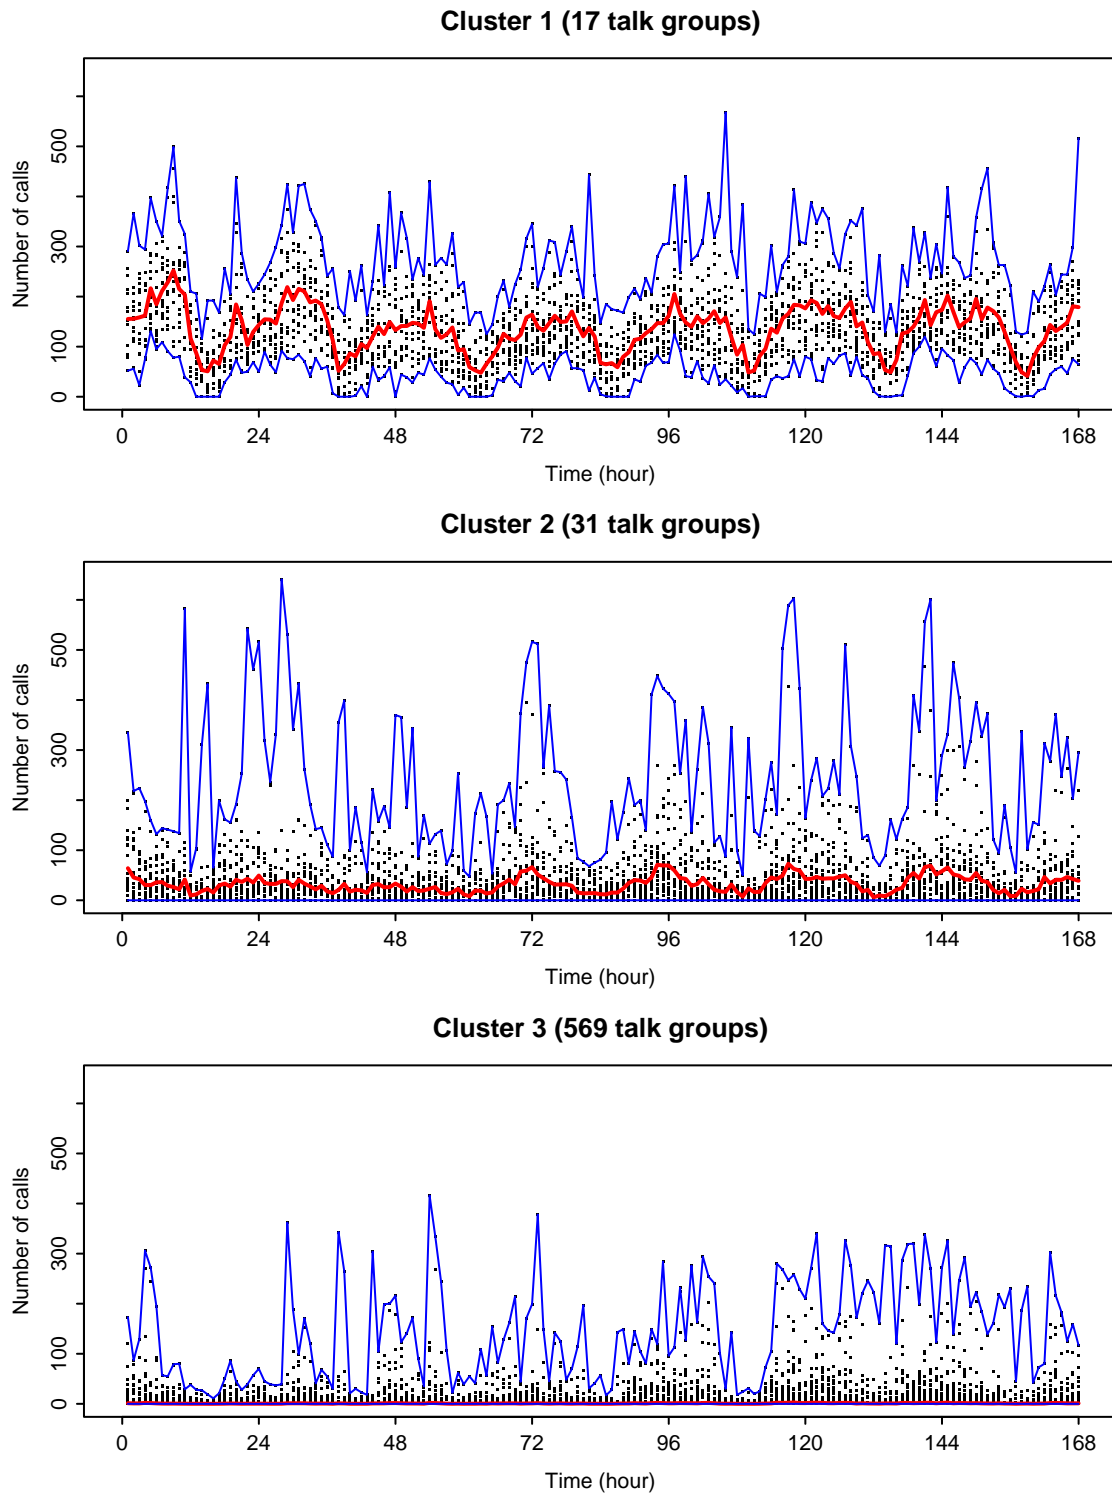 Cluster 1 (17 talk groups)
Number of calls
500
300
100
0
0 24 48 72 96 120 144 168
Time (hour)
Cluster 2 (31 talk groups)
Number of calls
500
300
100
0
0 24 48 72 96 120 144 168
Time (hour)
Cluster 3 (569 talk groups)
Number of calls
500
300
100
0
0 24 48 72 96 120 144 168
Time (hour)